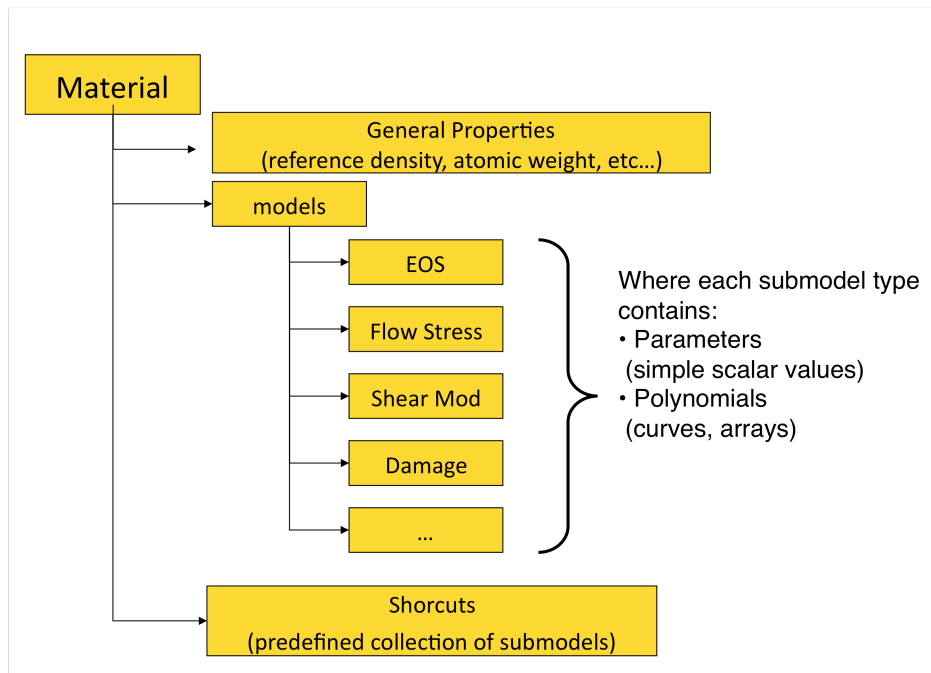 Material
General Properties
(reference density, atomic weight, etc...)
models
EOS
Flow Stress
Shear Mod
Damage
...
Where each submodel type
contains:
• Parameters
(simple scalar values)
• Polynomials
(curves, arrays)
Shorcuts
(predefined collection of submodels)